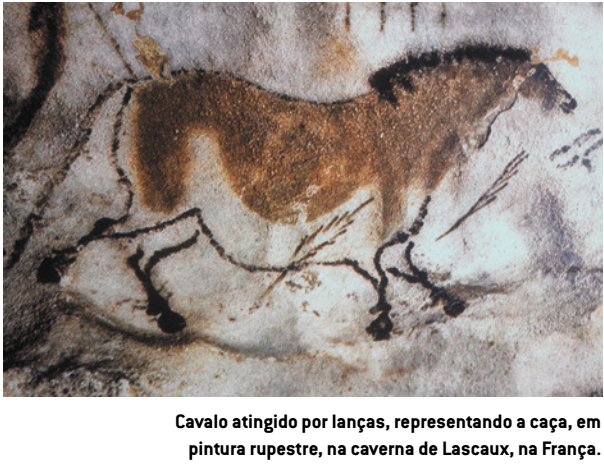 Cavalo atingido por lanças, representando a caça, em
pintura rupestre, na caverna de Lascaux, na França.